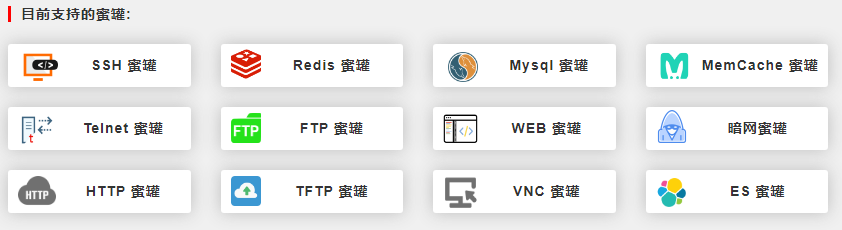 目前支持的蜜罐:
SSH 蜜罐
Redis 蜜罐
Mysql 蜜罐
MemCache 蜜罐
t
Telnet 蜜罐
FTP
FTP 蜜罐
WEB 蜜罐
暗网蜜罐
HTTP
HTTP 蜜罐
TFTP 蜜罐
VNC 蜜罐
ES 蜜罐